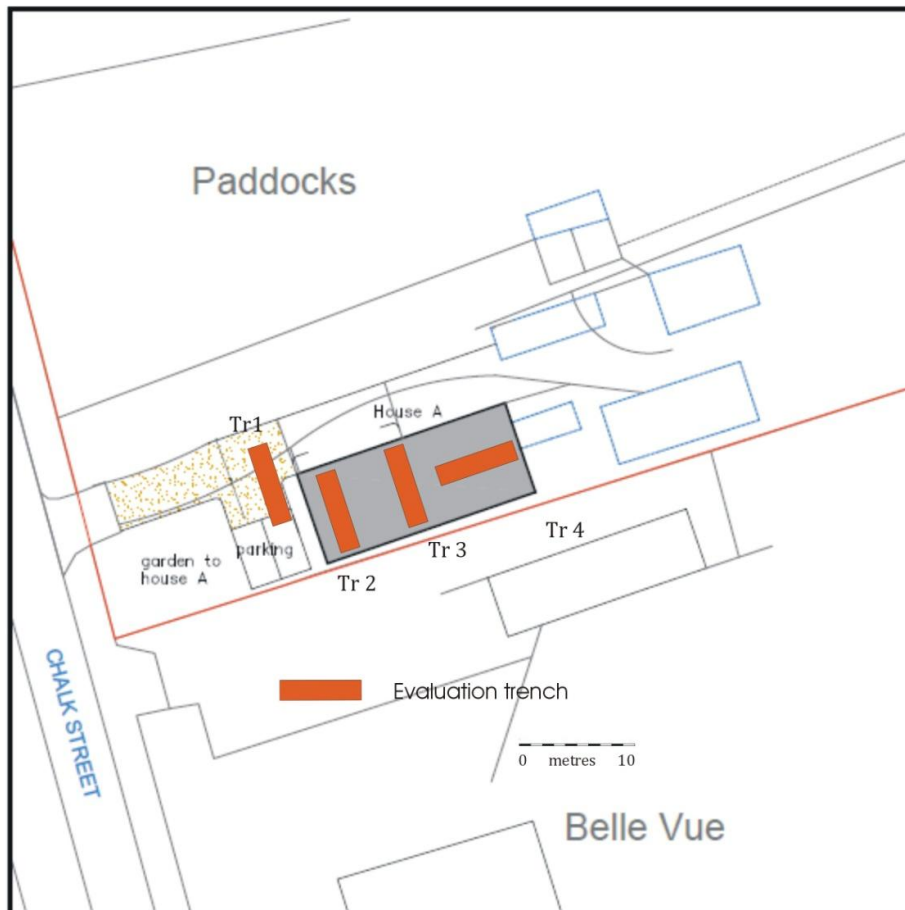 Paddocks
Tr1
House A
Tr 4
parking
Tr 3
garden to
house A
Tr 2
CHALK STREET
Evaluation trench
0 metres 10
Belle Vue